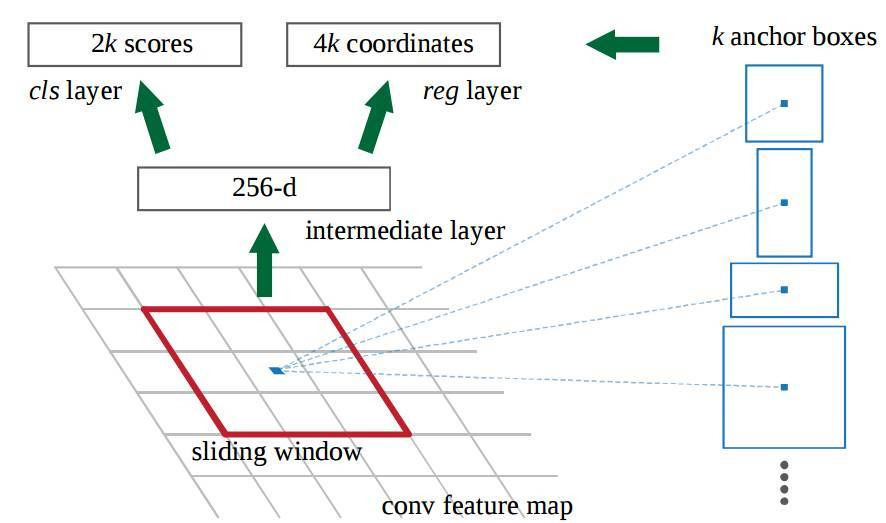 2k scores
4k coordinates
k anchor boxes
cls layer
reg layer
256-d
intermediate layer
sliding window
conv feature map